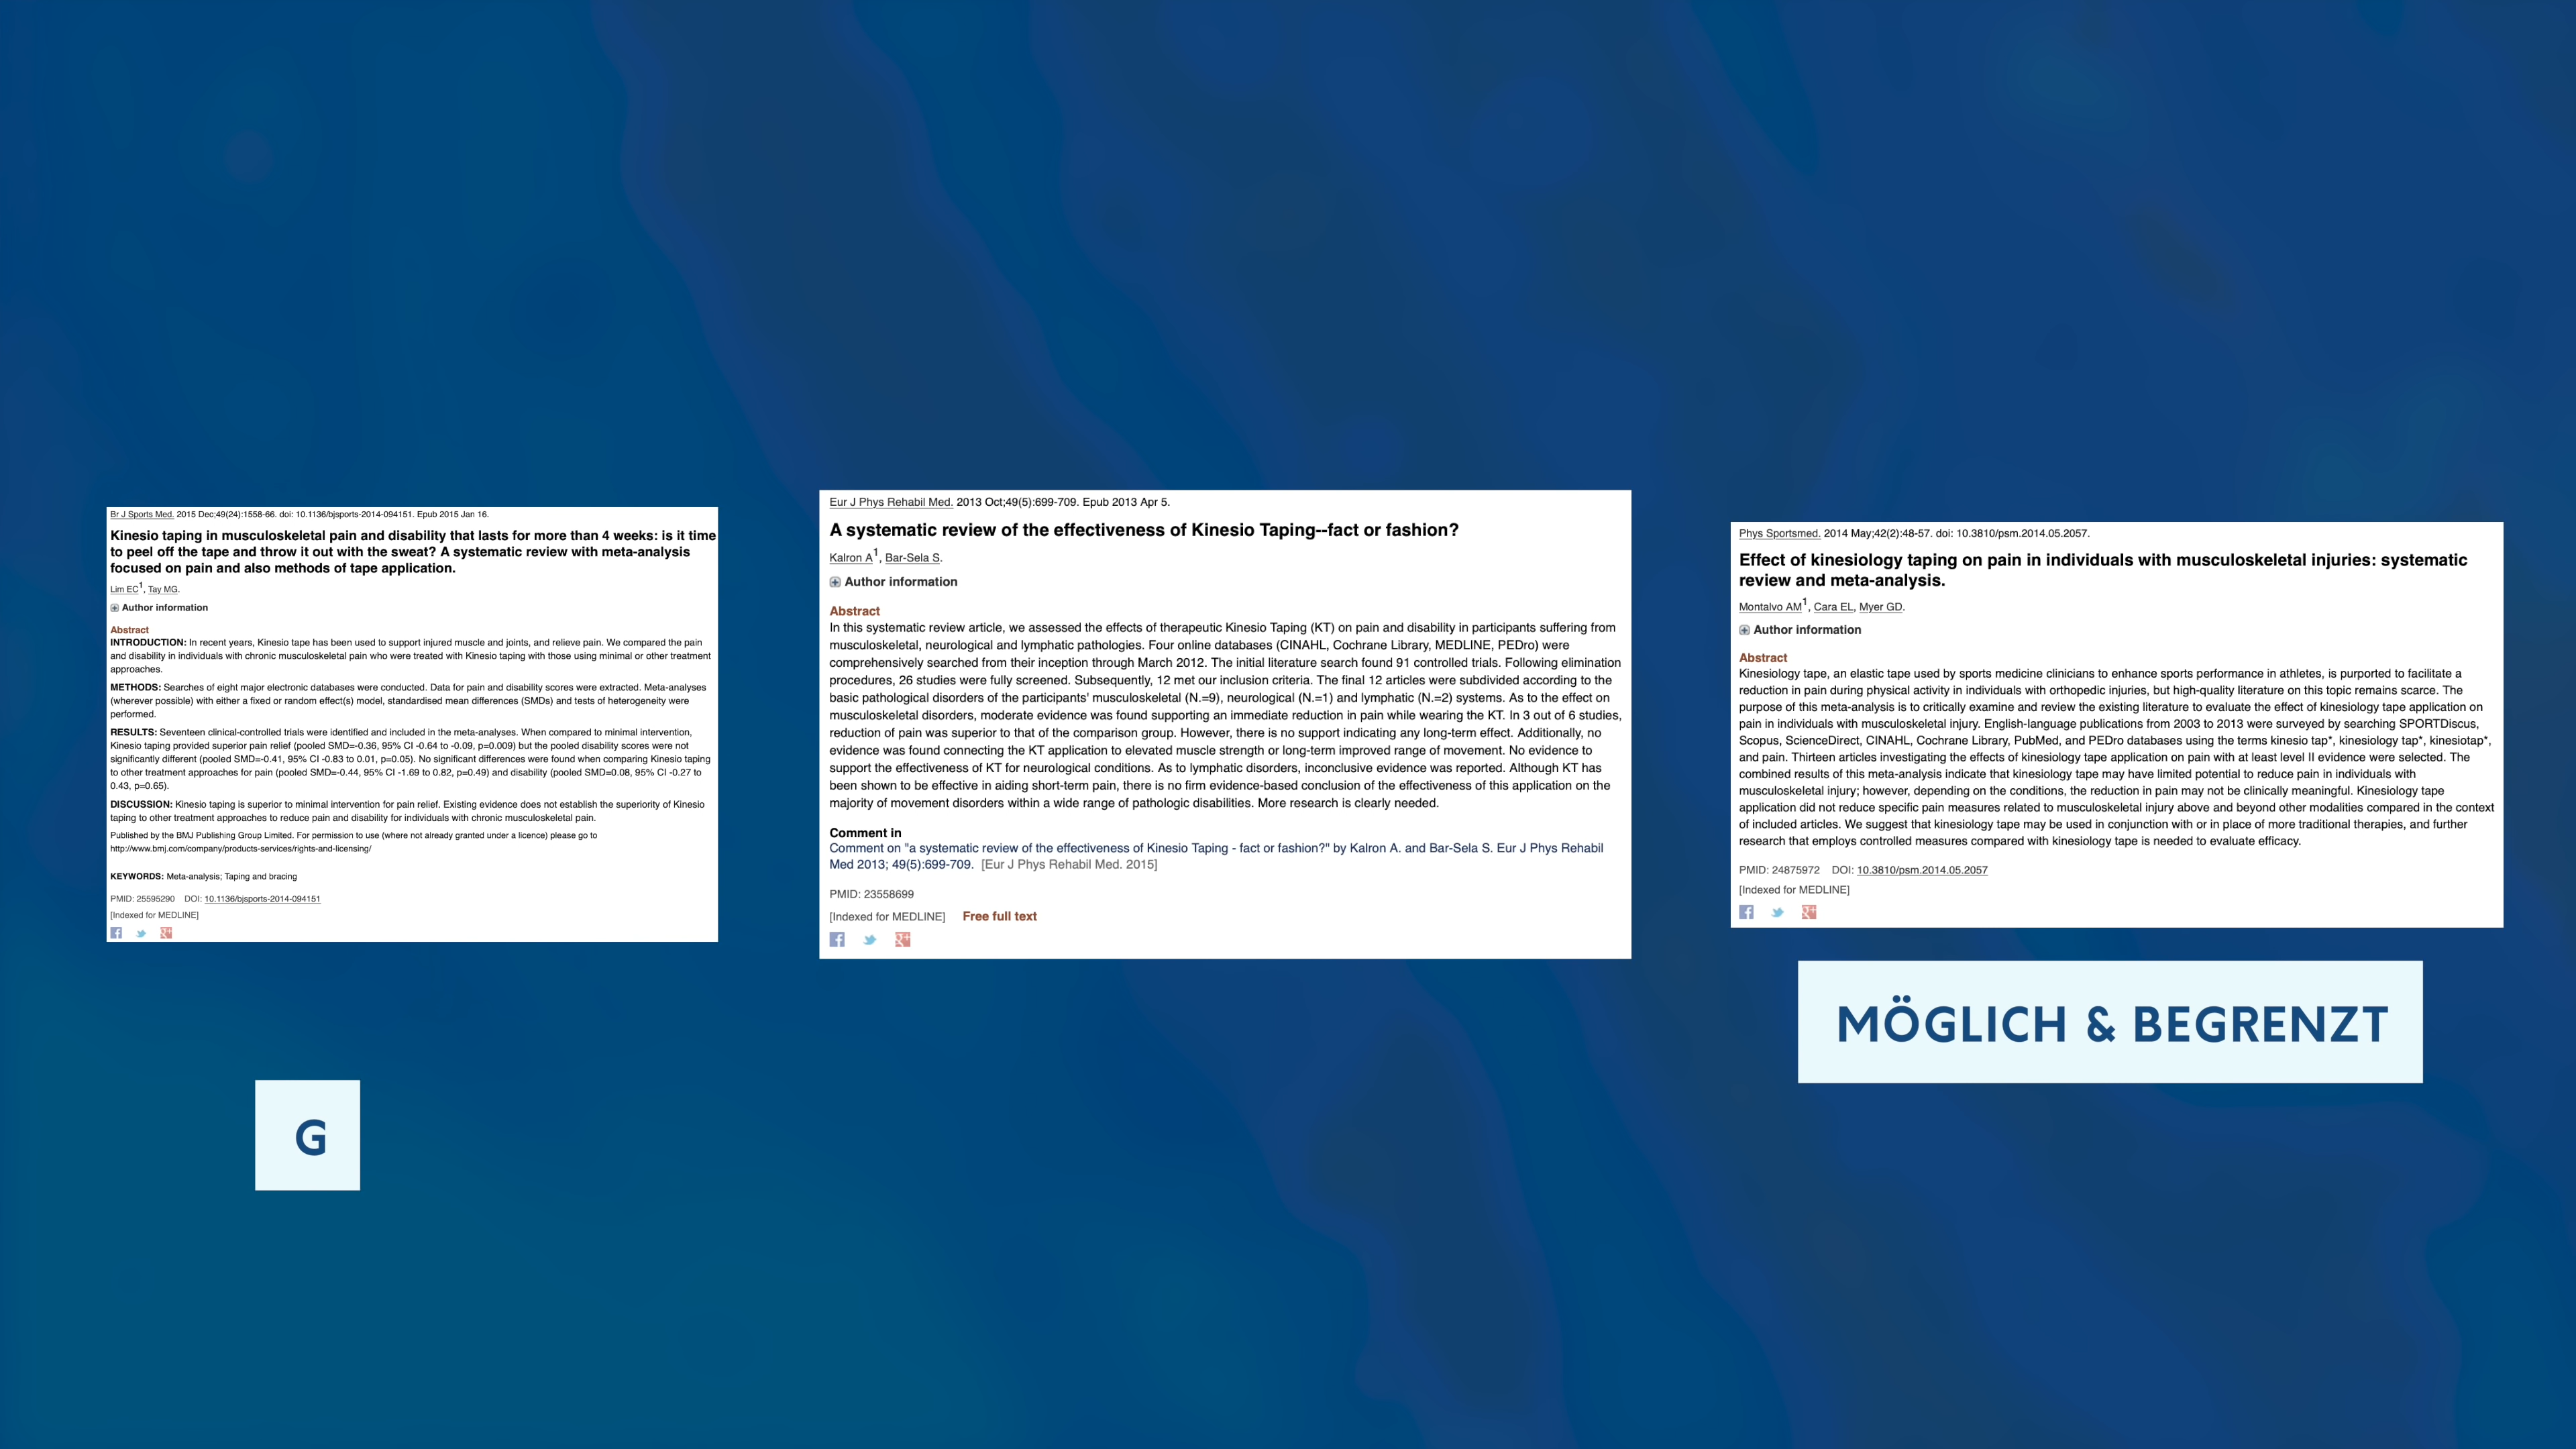 Br J Sports Med. 2015 Dec;49(24):1558-66. doi: 10.1136/bjsports-2014-094151. Epub 2015 Jan 16.
Kinesio taping in musculoskeletal pain and disability that lasts for more than 4 weeks: is it time
to peel off the tape and throw it out with the sweat? A systematic review with meta-analysis
focused on pain and also methods of tape application.
Lim EC1, Tay MG.
Author information
Abstract
INTRODUCTION: In recent years, Kinesio tape has been used to support injured muscle and joints, and relieve pain. We compared the pain
and disability in individuals with chronic musculoskeletal pain who were treated with Kinesio taping with those using minimal or other treatment
approaches.
METHODS: Searches of eight major electronic databases were conducted. Data for pain and disability scores were extracted. Meta-analyses
(wherever possible) with either a fixed or random effect(s) model, standardised mean differences (SMDs) and tests of heterogeneity were
performed.
RESULTS: Seventeen clinical-controlled trials were identified and included in the meta-analyses. When compared to minimal intervention,
Kinesio taping provided superior pain relief (pooled SMD=-0.36, 95% CI -0.64 to -0.09, p=0.009) but the pooled disability scores were not
significantly different (pooled SMD=-0.41, 95% CI -0.83 to 0.01, p=0.05). No significant differences were found when comparing Kinesio taping
to other treatment approaches for pain (pooled SMD=-0.44, 95% CI -1.69 to 0.82, p=0.49) and disability (pooled SMD=0.08, 95% CI -0.27 to
0.43, p=0.65).
DISCUSSION: Kinesio taping is superior to minimal intervention for pain relief. Existing evidence does not establish the superiority of Kinesio
taping to other treatment approaches to reduce pain and disability for individuals with chronic musculoskeletal pain.
Published by the BMJ Publishing Group Limited. For permission to use (where not already granted under a licence) please go to
http://www.bmj.com/company/products-services/rights-and-licensing/
KEYWORDS: Meta-analysis; Taping and bracing
PMID: 25595290 DOI: 10.1136/bjsports-2014-094151
[Indexed for MEDLINE]
G
Eur J Phys Rehabil Med. 2013 Oct;49(5):699-709. Epub 2013 Apr 5.
A systematic review of the effectiveness of Kinesio Taping--fact or fashion?
Kalron A1, Bar-Sela S.
Author information
Abstract
In this systematic review article, we assessed the effects of therapeutic Kinesio Taping (KT) on pain and disability in participants suffering from
musculoskeletal, neurological and lymphatic pathologies. Four online databases (CINAHL, Cochrane Library, MEDLINE, PEDro) were
comprehensively searched from their inception through March 2012. The initial literature search found 91 controlled trials. Following elimination
procedures, 26 studies were fully screened. Subsequently, 12 met our inclusion criteria. The final 12 articles were subdivided according to the
basic pathological disorders of the participants' musculoskeletal (N.=9), neurological (N.=1) and lymphatic (N.=2) systems. As to the effect on
musculoskeletal disorders, moderate evidence was found supporting an immediate reduction in pain while wearing the KT. In 3 out of 6 studies,
reduction of pain was superior to that of the comparison group. However, there is no support indicating any long-term effect. Additionally, no
evidence was found connecting the KT application to elevated muscle strength or long-term improved range of movement. No evidence to
support the effectiveness of KT for neurological conditions. As to lymphatic disorders, inconclusive evidence was reported. Although KT has
been shown to be effective in aiding short-term pain, there is no firm evidence-based conclusion of the effectiveness of this application on the
majority of movement disorders within a wide range of pathologic disabilities. More research is clearly needed.
Comment in
Comment on "a systematic review of the effectiveness of Kinesio Taping - fact or fashion?" by Kalron A. and Bar-Sela S. Eur J Phys Rehabil
Med 2013; 49(5):699-709. [Eur J Phys Rehabil Med. 2015]
PMID: 23558699
[Indexed for MEDLINE] Free full text
Phys Sportsmed. 2014 May;42(2):48-57. doi: 10.3810/psm.2014.05.2057.
Effect of kinesiology taping on pain in individuals with musculoskeletal injuries: systematic
review and meta-analysis.
Montalvo AM1, Cara EL, Myer GD.
Author information
Abstract
Kinesiology tape, an elastic tape used by sports medicine clinicians to enhance sports performance in athletes, is purported to facilitate a
reduction in pain during physical activity in individuals with orthopedic injuries, but high-quality literature on this topic remains scarce. The
purpose of this meta-analysis is to critically examine and review the existing literature to evaluate the effect of kinesiology tape application on
pain in individuals with musculoskeletal injury. English-language publications from 2003 to 2013 were surveyed by searching SPORTDiscus,
Scopus, ScienceDirect, CINAHL, Cochrane Library, PubMed, and PEDro databases using the terms kinesio tap*, kinesiology tap*, kinesiotap*,
and pain. Thirteen articles investigating the effects of kinesiology tape application on pain with at least level II evidence were selected. The
combined results of this meta-analysis indicate that kinesiology tape may have limited potential to reduce pain in individuals with
musculoskeletal injury; however, depending on the conditions, the reduction in pain may not be clinically meaningful. Kinesiology tape
application did not reduce specific pain measures related to musculoskeletal injury above and beyond other modalities compared in the context
of included articles. We suggest that kinesiology tape may be used in conjunction with or in place of more traditional therapies, and further
research that employs controlled measures compared with kinesiology tape is needed to evaluate efficacy.
PMID: 24875972 DOI: 10.3810/psm.2014.05.2057
[Indexed for MEDLINE]
MÖGLICH & BEGRENZT